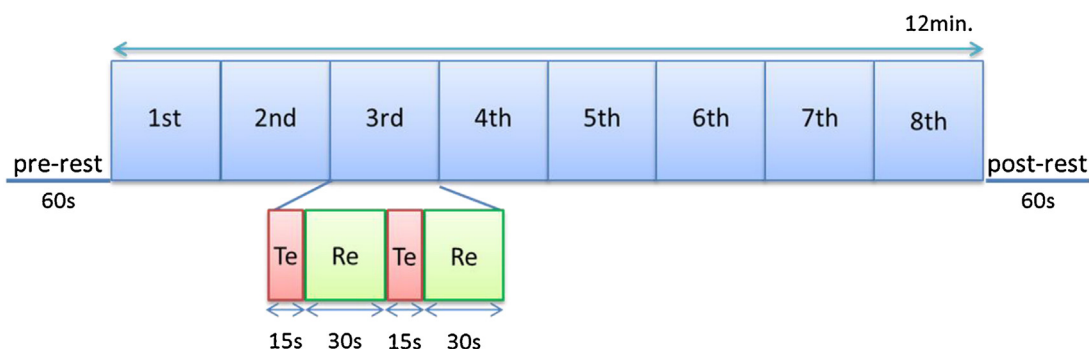 12min.
1st 2nd 3rd 4th 5th 6th 7th 8th
pre-rest post-rest
60s 60s
Te Re Te Re
15s 30s 15s 30s